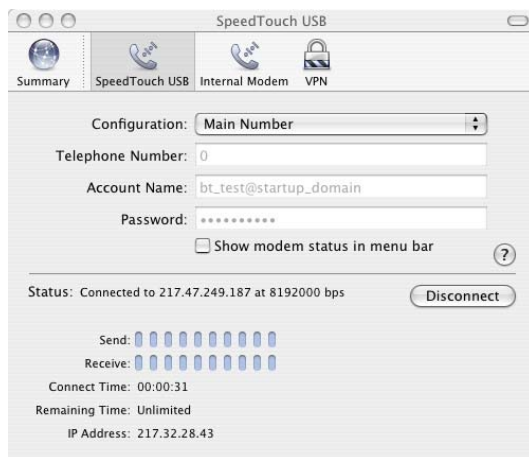 SpeedTouch USB
Summary SpeedTouch USB Internal Modem VPN
Configuration: Main Number
Telephone Number: 0
Account Name: bt_test@startup_domain
Password: ••••••••••
Show modem status in menu bar
?
Status: Connected to 217.47.249.187 at 8192000 bps Disconnect
Send:
Receive:
Connect Time: 00:00:31
Remaining Time: Unlimited
IP Address: 217.32.28.43